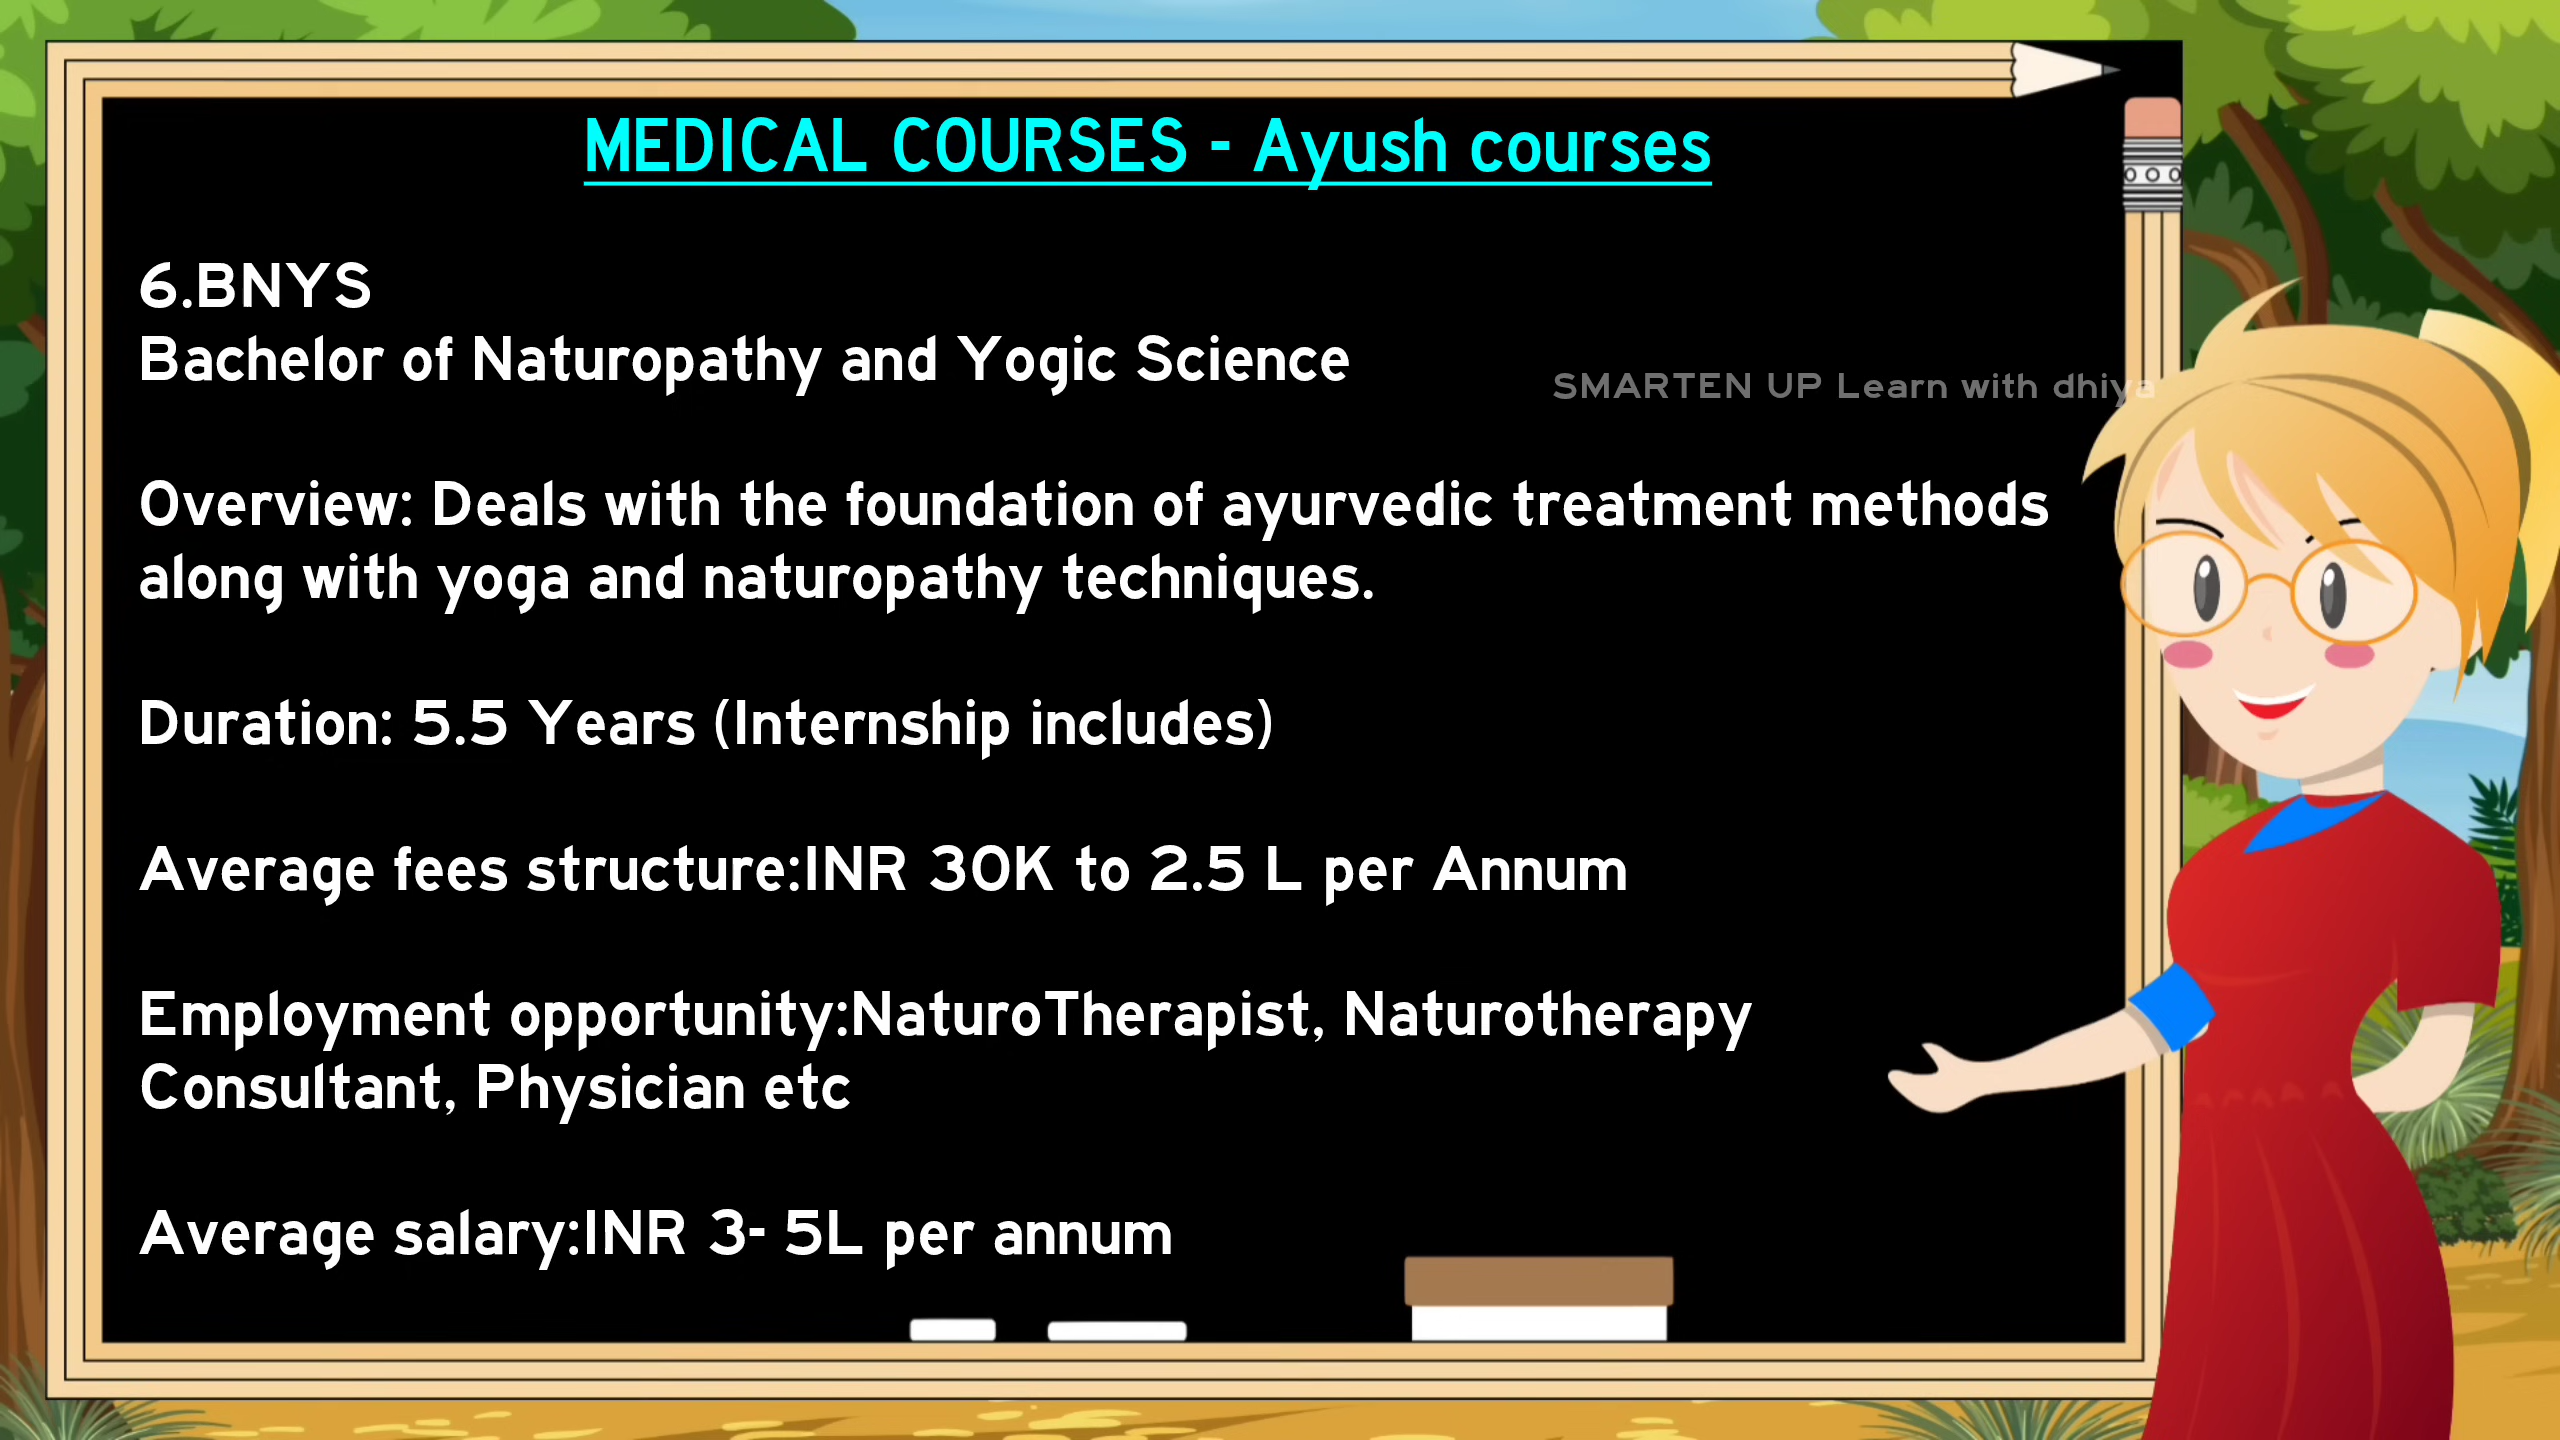 MEDICAL COURSES - Ayush courses
6.BNYS
Bachelor of Naturopathy and Yogic Science
SMARTEN UP Learn with dhiya
Overview: Deals with the foundation of ayurvedic treatment methods
along with yoga and naturopathy techniques.
Duration: 5.5 Years (Internship includes)
Average fees structure:INR 30K to 2.5 L per Annum
Employment opportunity:NaturoTherapist, Naturotherapy
Consultant, Physician etc
Average salary:INR 3- 5L per annum